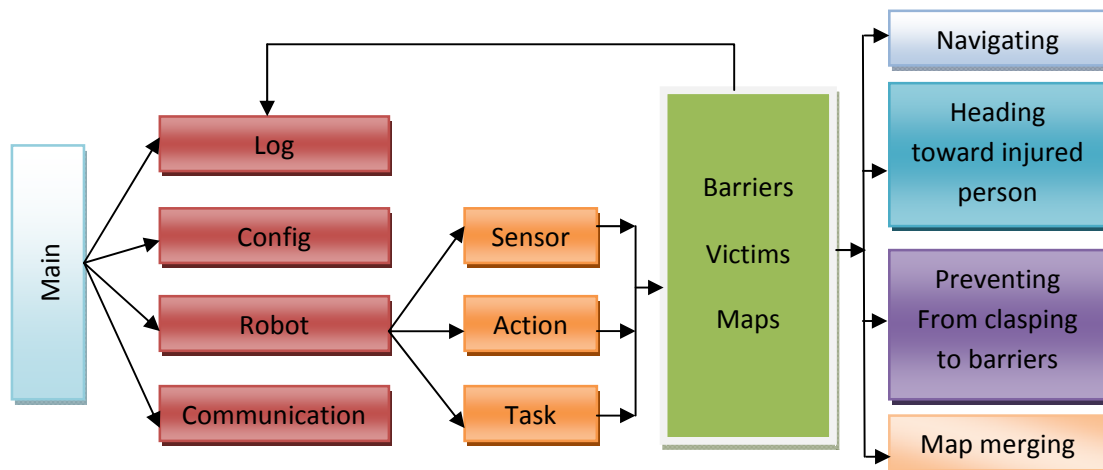 Main
Log
Config
Robot
Communication
Sensor
Action
Task
Barriers
Victims
Maps
Navigating
Heading
toward injured
person
Preventing
From clasping
to barriers
Map merging